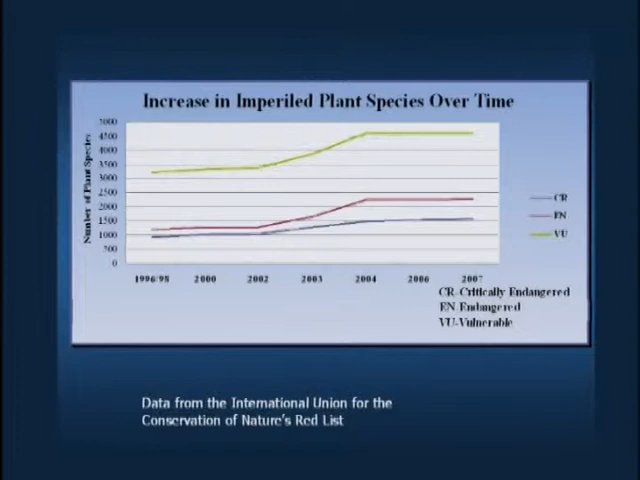 Increase in Imperiled Plant Species Over Time
Number of Plant Species
5000
4500
4000
3500
3000
2500
2000
1500
1000
500
0
1996/98 2000 2002 2003 2004 2006 2007
CR
EN
VU
CR-Critically Endangered
EN-Endangered
VU-Vulnerable
Data from the International Union for the
Conservation of Nature's Red List